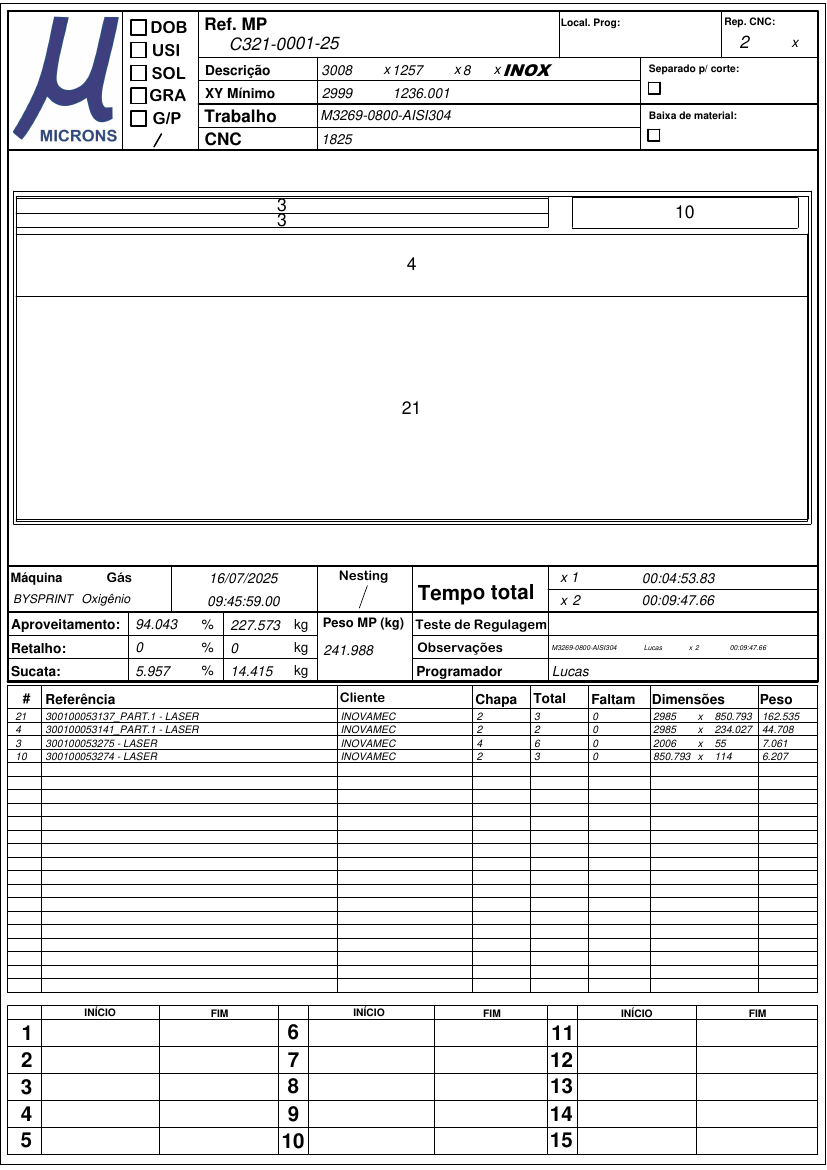 MICRONS
DOB
USI
SOL
GRA
G/P
/
Ref. MP
C321-0001-25
Local. Prog:
Rep. CNC:
2 x
Descrição 3008 x 1257 x 8 x INOX
Separado p/ corte:
XY Mínimo 2999 1236.001
Trabalho M3269-0800-AISI304
Baixa de material:
CNC 1825
3
3
10
4
21
Máquina Gás
BYSPRINT Oxigênio
16/07/2025
09:45:59.00
Nesting
/
Tempo total
x 1 00:04:53.83
x 2 00:09:47.66
Aproveitamento: 94.043 % 227.573 kg
Peso MP (kg)
241.988
Teste de Regulagem
Retalho: 0 % 0 kg
Observações M3269-0800-AISI304 Lucas x 2 00:09:47.66
Sucata: 5.957 % 14.415 kg
Programador Lucas
# Referência Cliente Chapa Total Faltam Dimensões Peso
21 300100053137_PART.1 - LASER INOVAMEC 2 3 0 2985 x 850.793 162.535
4 300100053141_PART.1 - LASER INOVAMEC 2 2 0 2985 x 234.027 44.708
3 300100053275 - LASER INOVAMEC 4 6 0 2006 x 55 7.061
10 300100053274 - LASER INOVAMEC 2 3 0 850.793 x 114 6.207
INÍCIO FIM INÍCIO FIM INÍCIO FIM
1 6 11
2 7 12
3 8 13
4 9 14
5 10 15